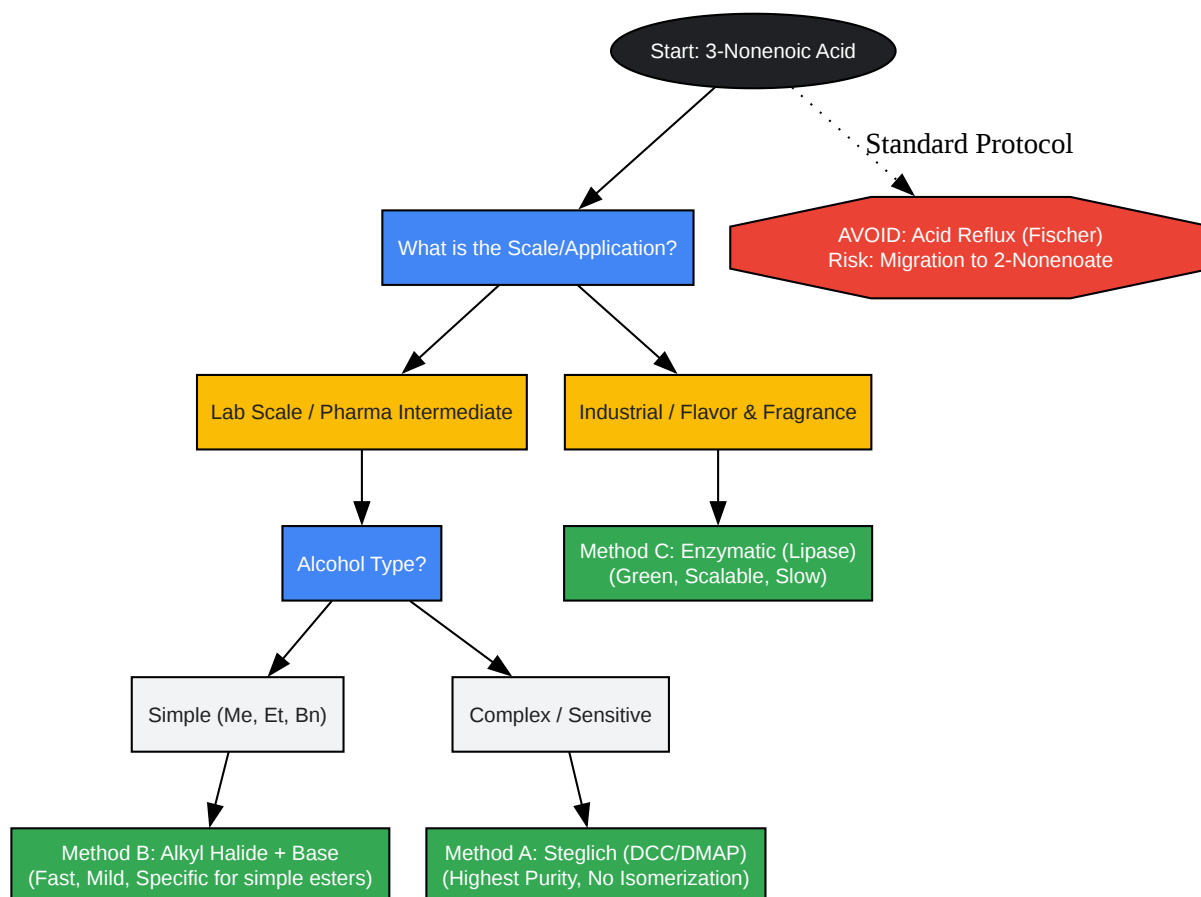 Start: 3-Nonenoic Acid
Standard Protocol
What is the Scale/Application?
AVOID: Acid Reflux (Fischer)
Risk: Migration to 2-Nonenoate
Lab Scale / Pharma Intermediate
Industrial / Flavor & Fragrance
Alcohol Type?
Method C: Enzymatic (Lipase)
(Green, Scalable, Slow)
Simple (Me, Et, Bn)
Complex / Sensitive
Method B: Alkyl Halide + Base
(Fast, Mild, Specific for simple esters)
Method A: Steglich (DCC/DMAP)
(Highest Purity, No Isomerization)